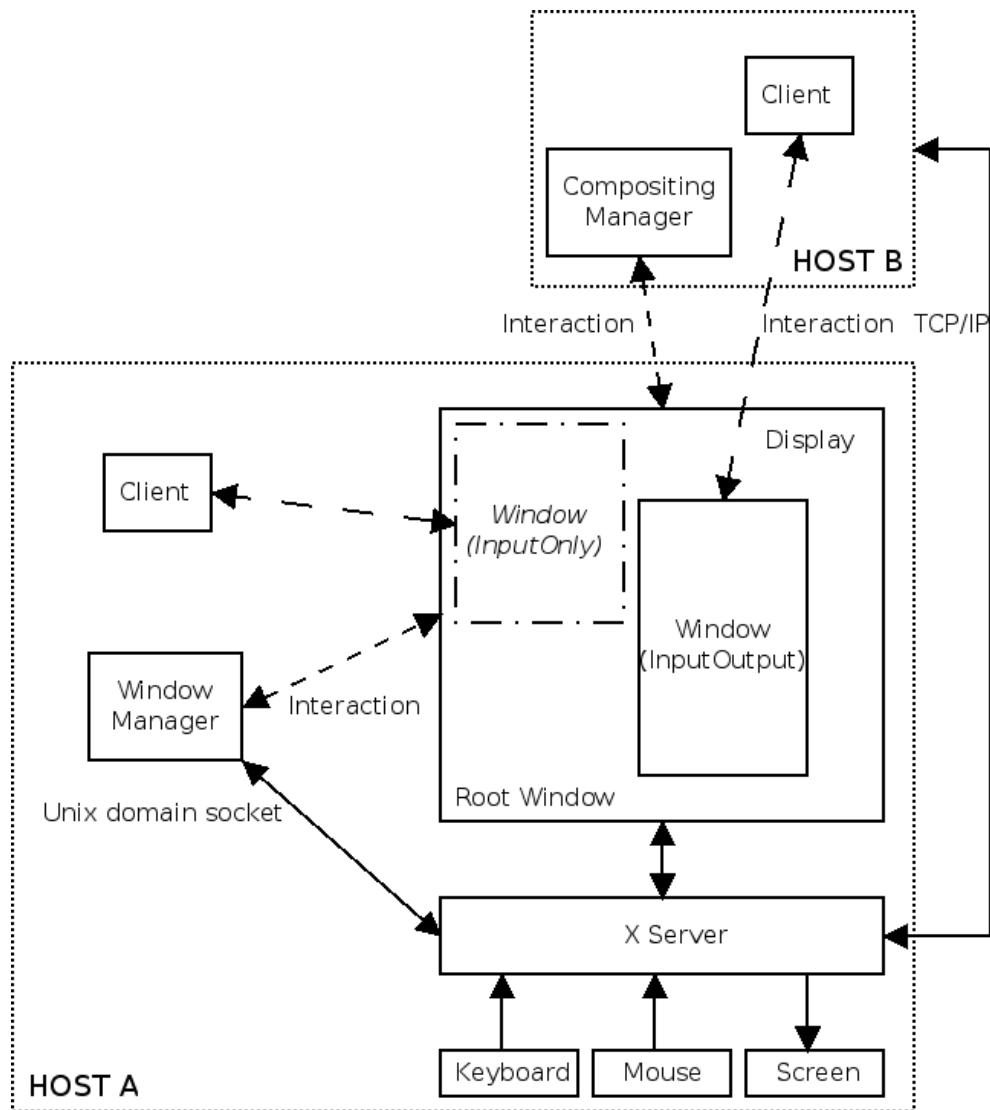 Client
Compositing
Manager
HOST B
Interaction
Interaction
TCP/IP
Display
Client
Window
(InputOnly)
Window
(InputOutput)
Window
Manager
Interaction
Root Window
Unix domain socket
X Server
Keyboard
Mouse
Screen
HOST A